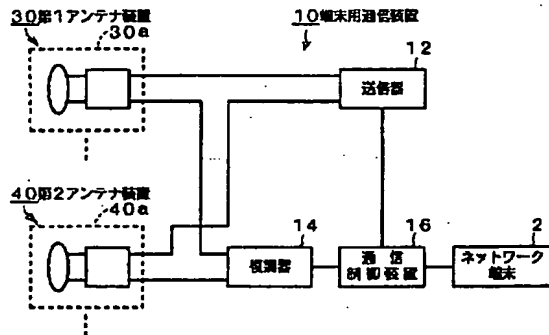 30第1アンテナ装置
30a
10端末用通信装置
12
送信器
40第2アンテナ装置
40a
14
復調器
16
通信
制御装置
2
ネットワーク
端末